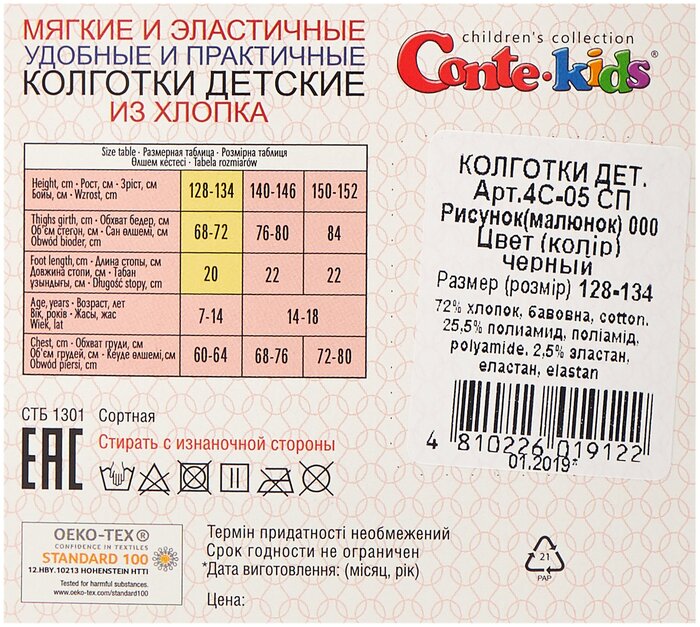 МЯГКИЕ И ЭЛАСТИЧНЫЕ
УДОБНЫЕ И ПРАКТИЧНЫЕ
КОЛГОТКИ ДЕТСКИЕ
ИЗ ХЛОПКА
children's collection
Conte-kids®
Size table · Размерная таблица · Розмірна таблиця
Өлшем кестесі · Tabela rozmiarów
Height, cm · Рост, см · Зріст, см
Бойы, см · Wzrost, cm
128-134 140-146 150-152
Thighs girth, cm · Обхват бедер, см
Об'єм стегон, см · Сан өлшемі, см
Obwód bioder, cm
68-72 76-80 84
Foot length, cm · Длина стопы, см
Довжина стопи, см · Табан
ұзындығы, см · Długość stopy, cm
20 22 22
Age, years · Возраст, лет
Вік, років · Жасы, жас
Wiek, lat
7-14 14-18
Chest, cm · Обхват груди, см
Об'єм грудей, см · Кеуде өлшемі, см
Obwód piersi, cm
60-64 68-76 72-80
КОЛГОТКИ ДЕТ.
Арт.4С-05 СП
Рисунок(малюнок) 000
Цвет (колір)
черный
Размер (розмір) 128-134
72% хлопок, бавовна, cotton,
25,5% полиамид, поліамід,
polyamide, 2,5% эластан,
еластан, elastan
4 810226 019122
01.2019*
СТБ 1301 Сортная
EAC
Стирать с изнаночной стороны
OEKO-TEX®
CONFIDENCE IN TEXTILES
STANDARD 100
12.HBY.10213 HOHENSTEIN HTTI
Tested for harmful substances.
www.oeko-tex.com/standard100
Термін придатності необмежений
Срок годности не ограничен
*Дата виготовлення: (місяц, рік)
Цена:
21
PAP